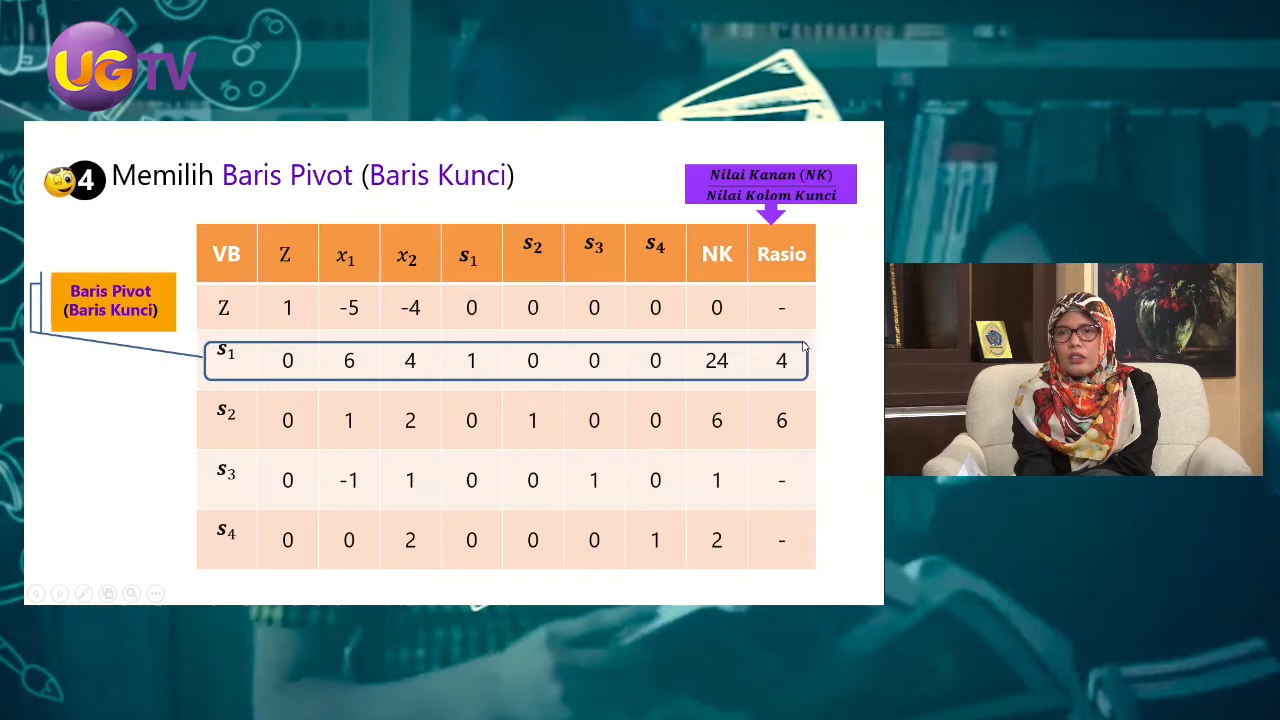 UGTV
4 Memilih Baris Pivot (Baris Kunci)
Nilai Kanan (NK)
Nilai Kolom Kunci
Baris Pivot
(Baris Kunci)
VB Z x₁ x₂ s₁ s₂ s₃ s₄ NK Rasio
Z 1 -5 -4 0 0 0 0 0 -
s₁ 0 6 4 1 0 0 0 24 4
s₂ 0 1 2 0 1 0 0 6 6
s₃ 0 -1 1 0 0 1 0 1 -
s₄ 0 0 2 0 0 0 1 2 -